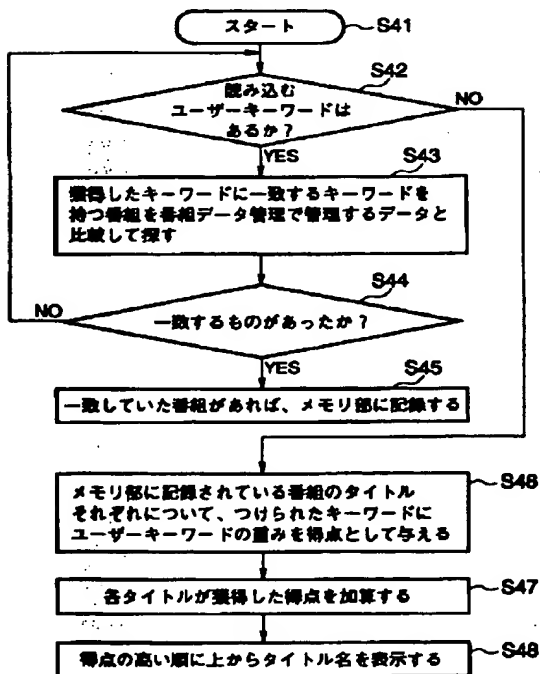 スタート
S41
S42
読み込む
ユーザーキーワードは
あるか？
NO
YES
S43
獲得したキーワードに一致するキーワードを
持つ番組を番組データ管理で管理するデータと
比較して探す
S44
NO
一致するものがあったか？
YES
S45
一致していた番組があれば、メモリ部に記録する
メモリ部に記録されている番組のタイトル
それぞれについて、つけられたキーワードに
ユーザーキーワードの重みを得点として与える
S46
各タイトルが獲得した得点を加算する
S47
得点の高い順に上からタイトル名を表示する
S48